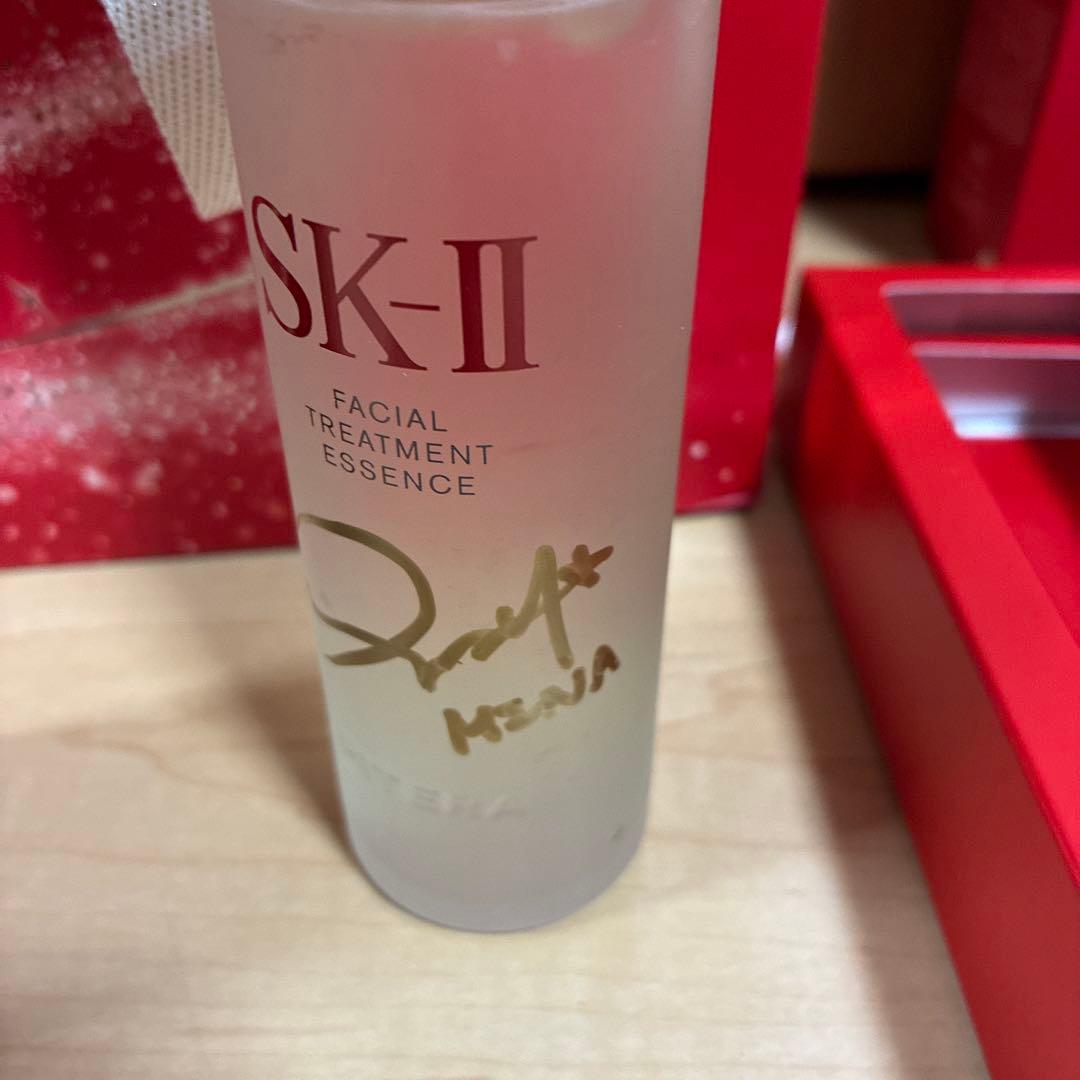 SK-II
FACIAL
TREATMENT
ESSENCE
MINA